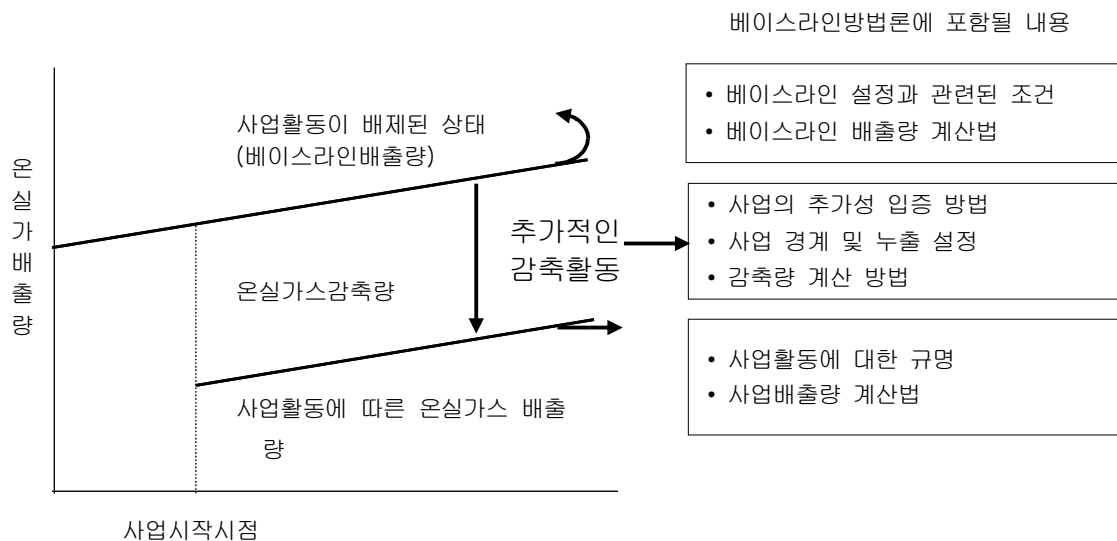 베이스라인방법론에 포함될 내용
• 베이스라인 설정과 관련된 조건
• 베이스라인 배출량 계산법
사업활동이 배제된 상태
(베이스라인배출량)
온
실
가
배
출
량
• 사업의 추가성 입증 방법
• 사업 경계 및 누출 설정
• 감축량 계산 방법
추가적인
감축활동
온실가스감축량
• 사업활동에 대한 규명
• 사업배출량 계산법
사업활동에 따른 온실가스 배출
량
사업시작시점